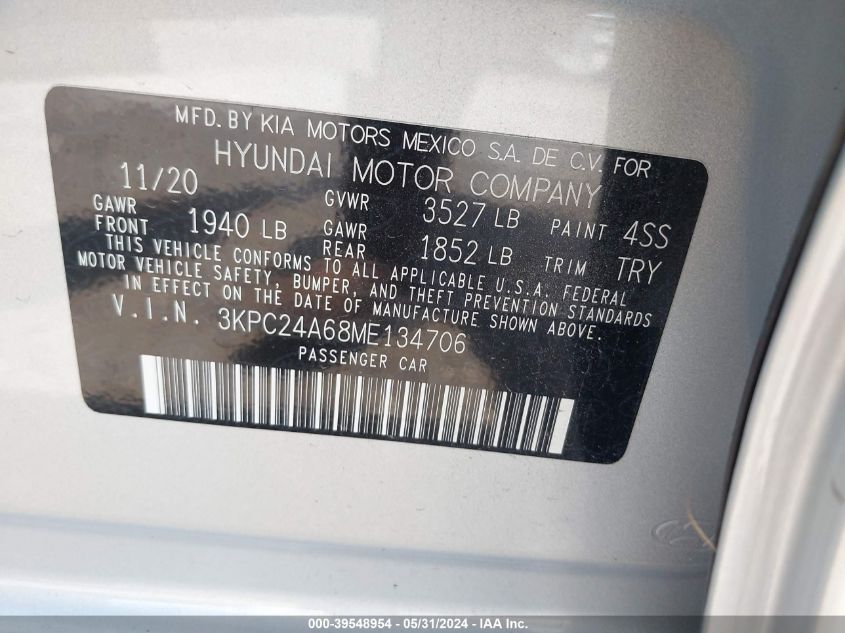 MFD. BY KIA MOTORS MEXICO S.A. DE C.V. FOR
HYUNDAI MOTOR COMPANY
11/20 GVWR 3527 LB PAINT 4SS
GAWR FRONT 1940 LB GAWR REAR 1852 LB TRIM TRY
THIS VEHICLE CONFORMS TO ALL APPLICABLE U.S.A. FEDERAL
MOTOR VEHICLE SAFETY, BUMPER, AND THEFT PREVENTION STANDARDS
IN EFFECT ON THE DATE OF MANUFACTURE SHOWN ABOVE.
V.I.N. 3KPC24A68ME134706
PASSENGER CAR
000-39548954 - 05/31/2024 - IAA Inc.